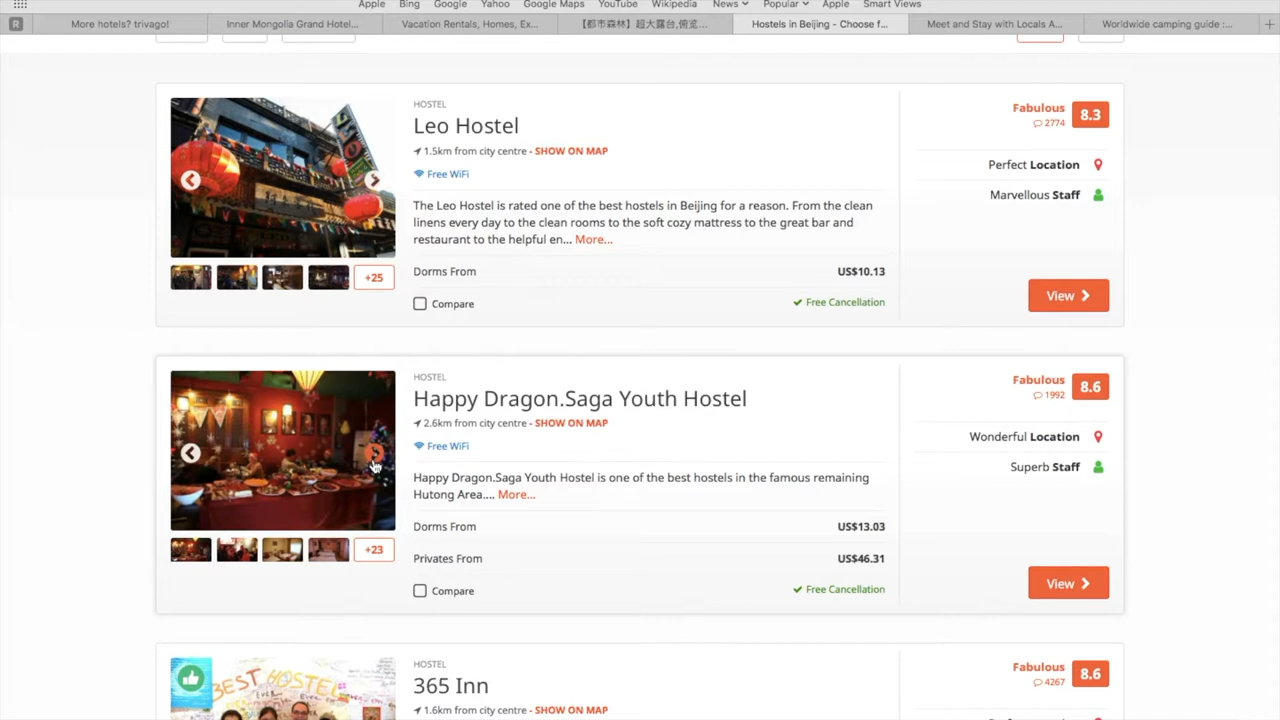 Apple Bing Google Yahoo Google Maps YouTube Wikipedia News Popular Apple Smart Views
R More hotels? trivago! Inner Mongolia Grand Hotel... Vacation Rentals, Homes, Ex... 【都市森林】超大露台,俯览... Hostels in Beijing - Choose f... Meet and Stay with Locals A... Worldwide camping guide :...
HOSTEL
Leo Hostel
1.5km from city centre - SHOW ON MAP
Free WiFi
The Leo Hostel is rated one of the best hostels in Beijing for a reason. From the clean
linens every day to the clean rooms to the soft cozy mattress to the great bar and
restaurant to the helpful en... More...
Dorms From US$10.13
Compare Free Cancellation
+25
Fabulous 8.3
2774
Perfect Location
Marvellous Staff
View
LEO
HOSTEL
Happy Dragon.Saga Youth Hostel
2.6km from city centre - SHOW ON MAP
Free WiFi
Happy Dragon.Saga Youth Hostel is one of the best hostels in the famous remaining
Hutong Area.... More...
Dorms From US$13.03
Privates From US$46.31
Compare Free Cancellation
+23
Fabulous 8.6
1992
Wonderful Location
Superb Staff
View
HOSTEL
365 Inn
1.6km from city centre - SHOW ON MAP
Fabulous 8.6
4267
BEST HOSTEL
EVER